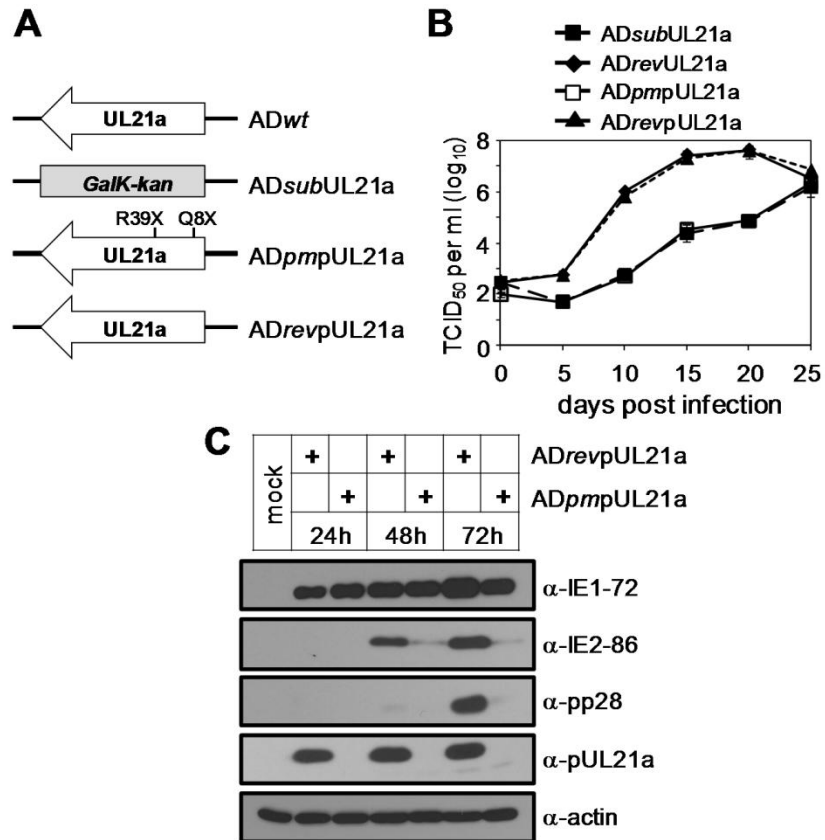 A
UL21a ADwt
GalK-kan ADsubUL21a
R39X Q8X
UL21a ADpmpUL21a
UL21a ADrevpUL21a
B
ADsubUL21a
ADrevUL21a
ADpmpUL21a
ADrevpUL21a
TCID50 per ml (log10)
8
6
4
2
0
0 5 10 15 20 25
days post infection
C
mock
+ + + ADrevpUL21a
+ + + ADpmpUL21a
24h 48h 72h
α-IE1-72
α-IE2-86
α-pp28
α-pUL21a
α-actin